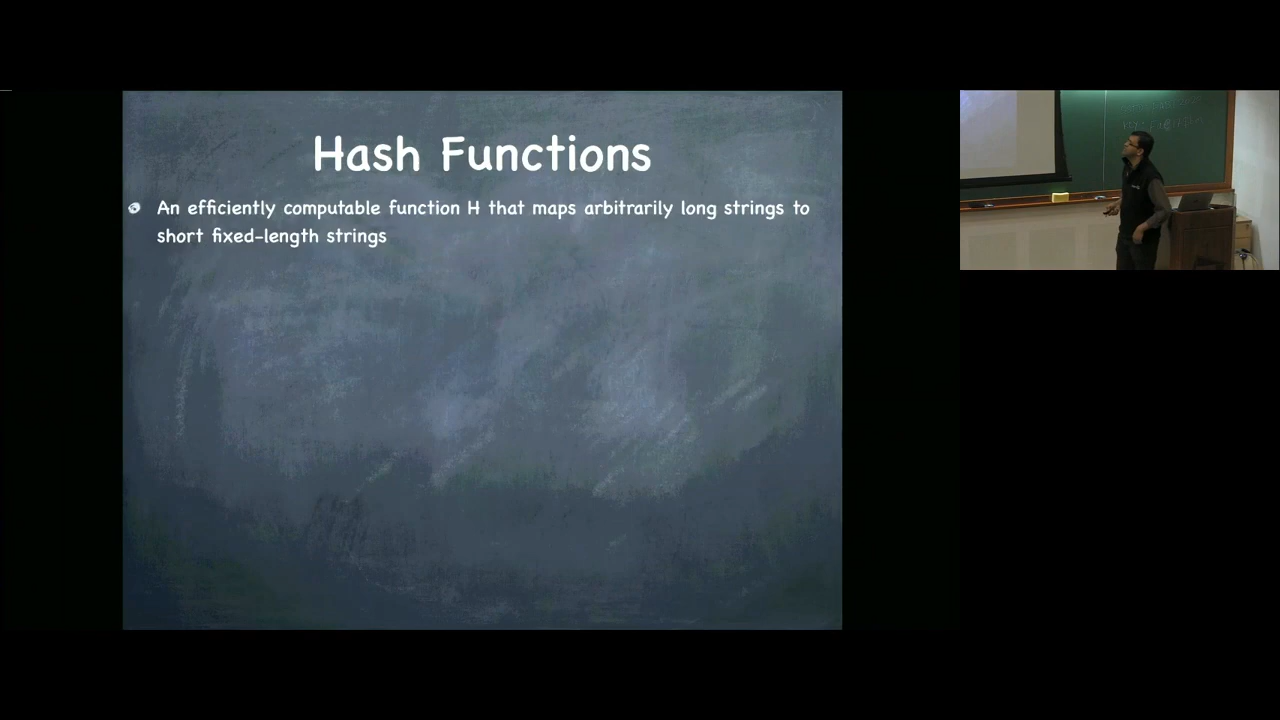 Hash Functions
An efficiently computable function H that maps arbitrarily long strings to
short fixed-length strings